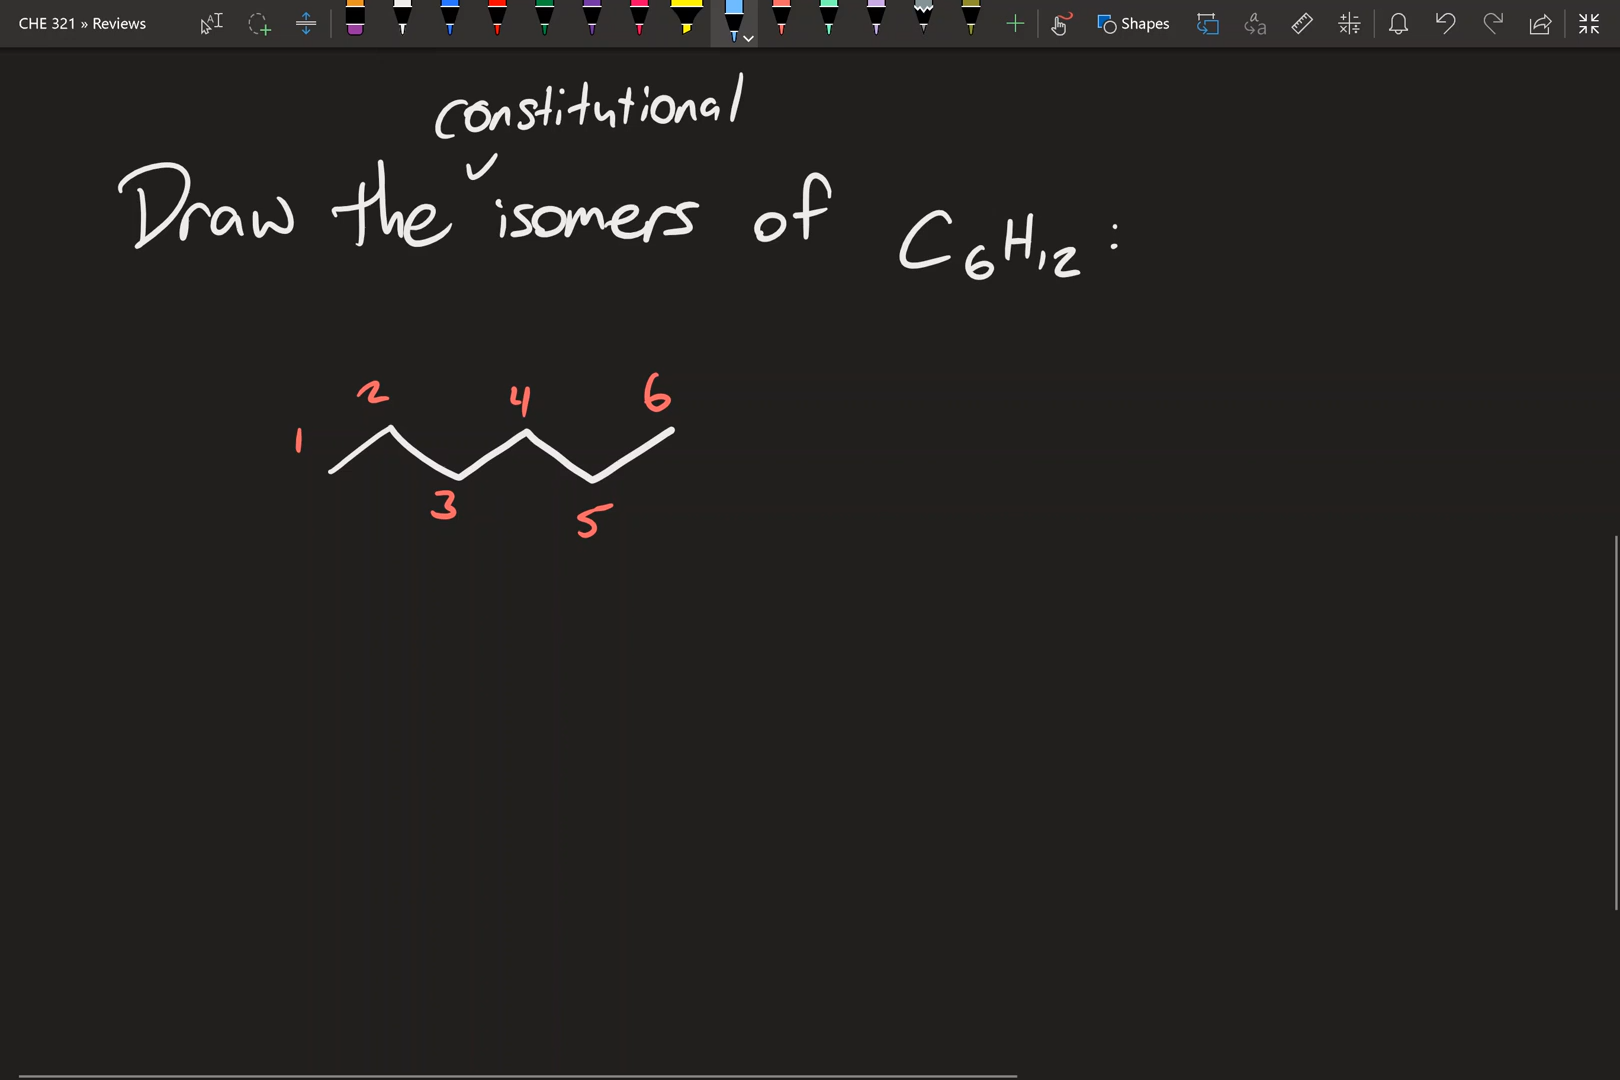 CHE 321 » Reviews
Shapes
constitutional
Draw the isomers of C₆H₁₂ :
2 4 6
1
3 5